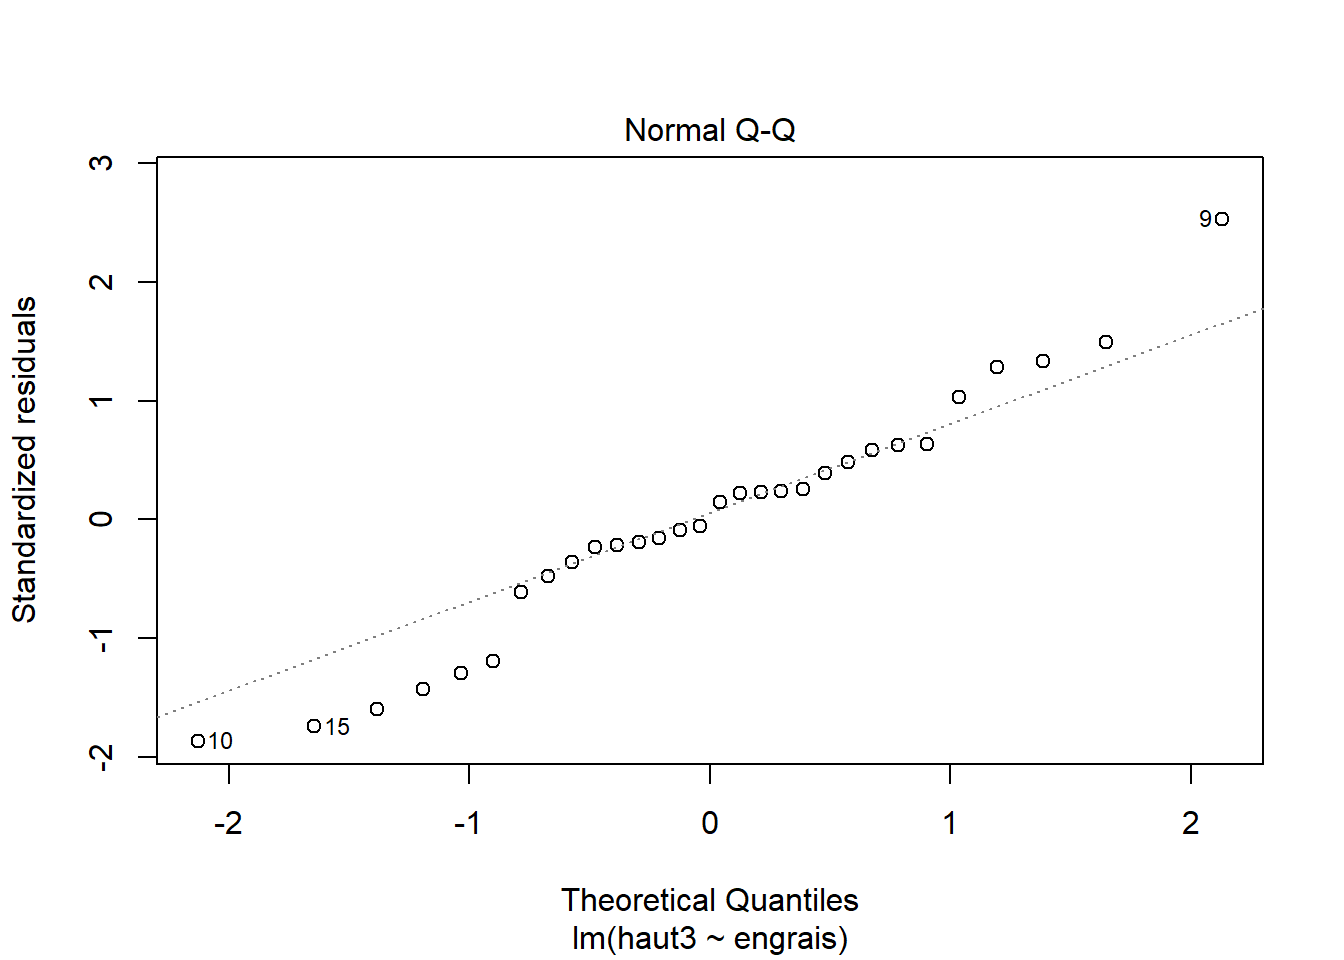 Normal Q-Q
Standardized residuals
3
2
1
0
-1
-2
9
10
15
-2 -1 0 1 2
Theoretical Quantiles
lm(haut3 ~ engrais)